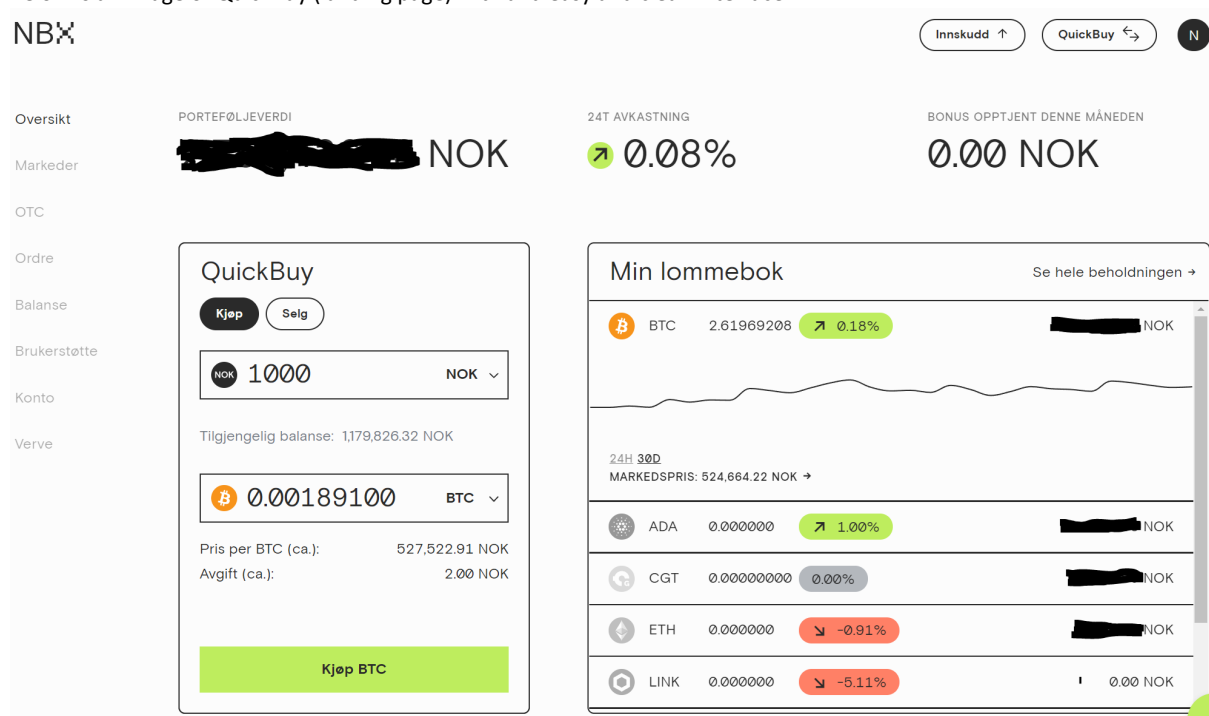 NBX
Innskudd ↑
QuickBuy
N
Oversikt
Markeder
OTC
Ordre
Balanse
Brukerstøtte
Konto
Verve
PORTEFØLJEVERDI
NOK
24T AVKASTNING
0.08%
BONUS OPPTJENT DENNE MÅNEDEN
0.00 NOK
QuickBuy
Kjøp Selg
NOK 1000 NOK
Tilgjengelig balanse: 1,179,826.32 NOK
0.00189100 BTC
Pris per BTC (ca.): 527,522.91 NOK
Avgift (ca.): 2.00 NOK
Kjøp BTC
Min lommebok
Se hele beholdningen →
BTC 2.61969208 0.18% NOK
24H 30D
MARKEDSPRIS: 524,664.22 NOK →
ADA 0.000000 1.00% NOK
CGT 0.00000000 0.00% NOK
ETH 0.000000 -0.91% NOK
LINK 0.000000 -5.11% 0.00 NOK